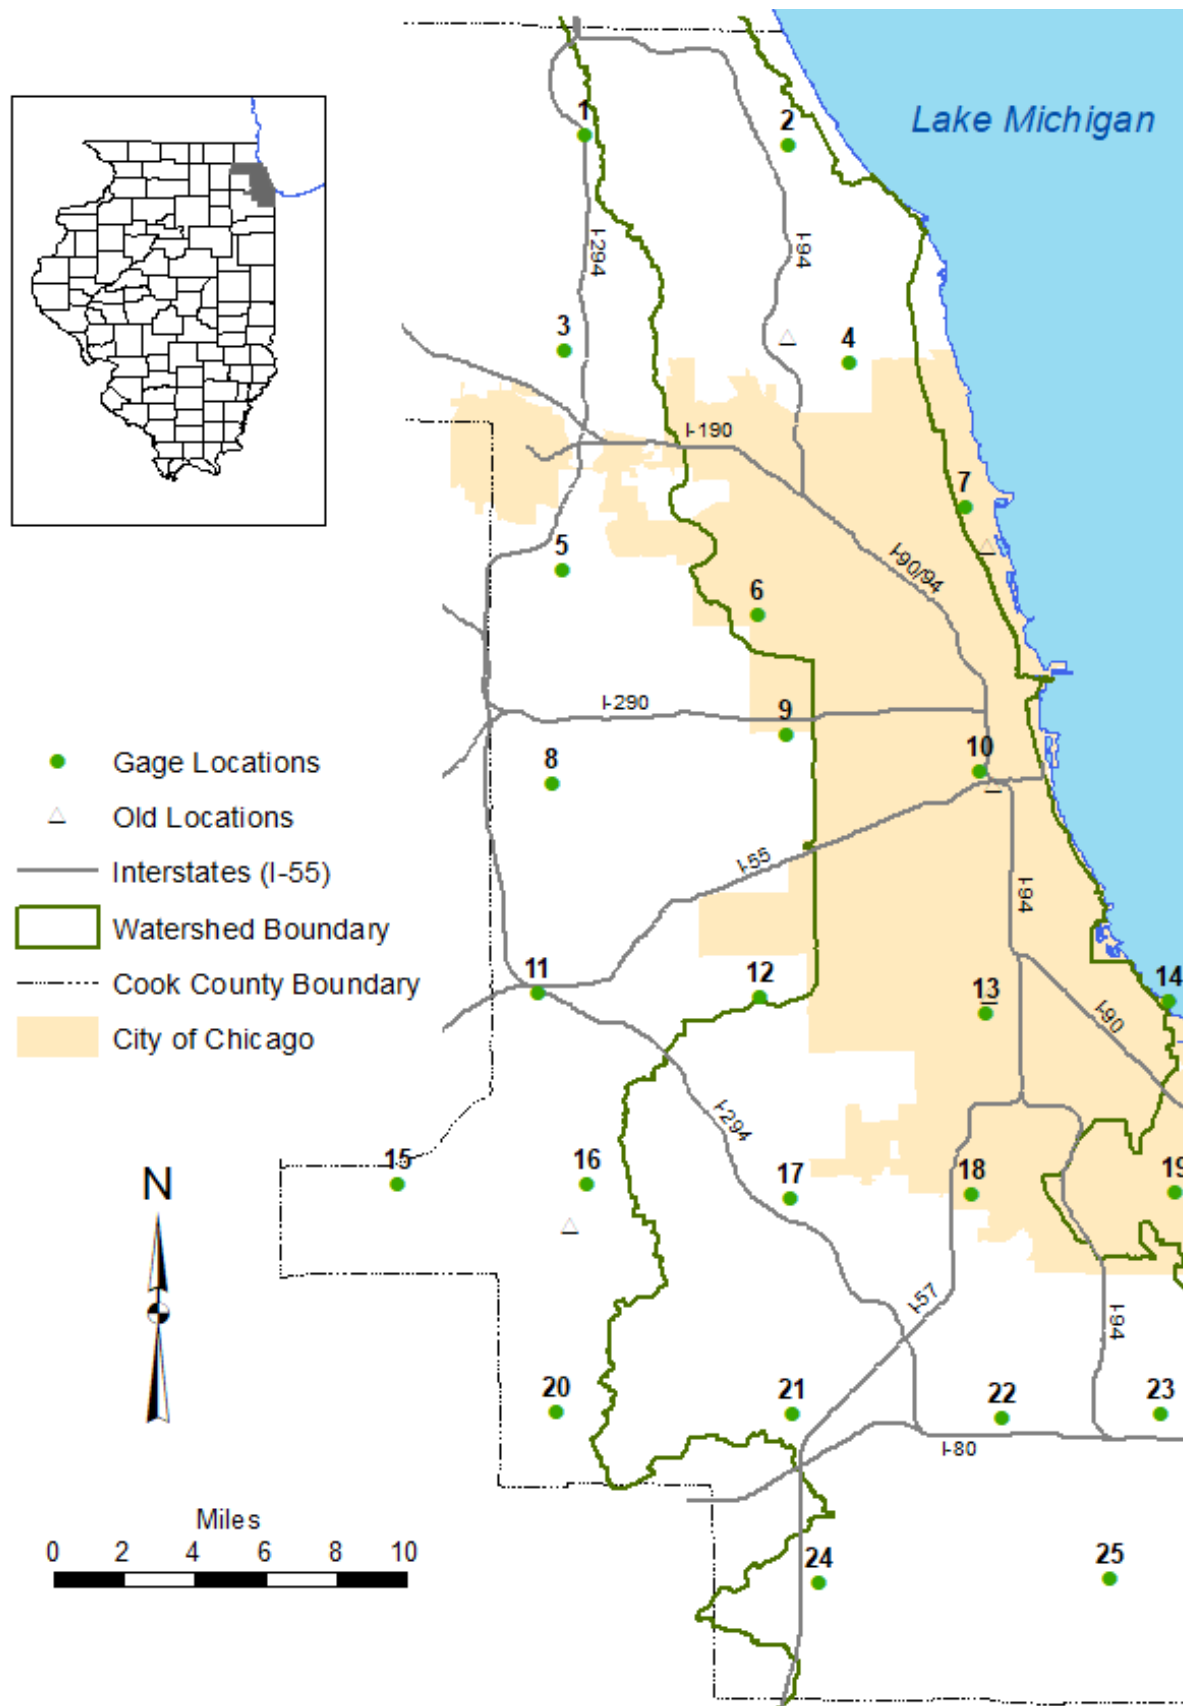 1
2
Lake Michigan
I-294
I-94
3
4
I-190
7
5
I-90/94
6
I-290
9
10
8
Gage Locations
Old Locations
Interstates (I-55)
Watershed Boundary
Cook County Boundary
City of Chicago
I-55
I-94
11
12
13
14
I-90
I-294
15
16
17
18
19
N
I-57
I-94
20
21
22
23
I-80
Miles
0 2 4 6 8 10
24
25